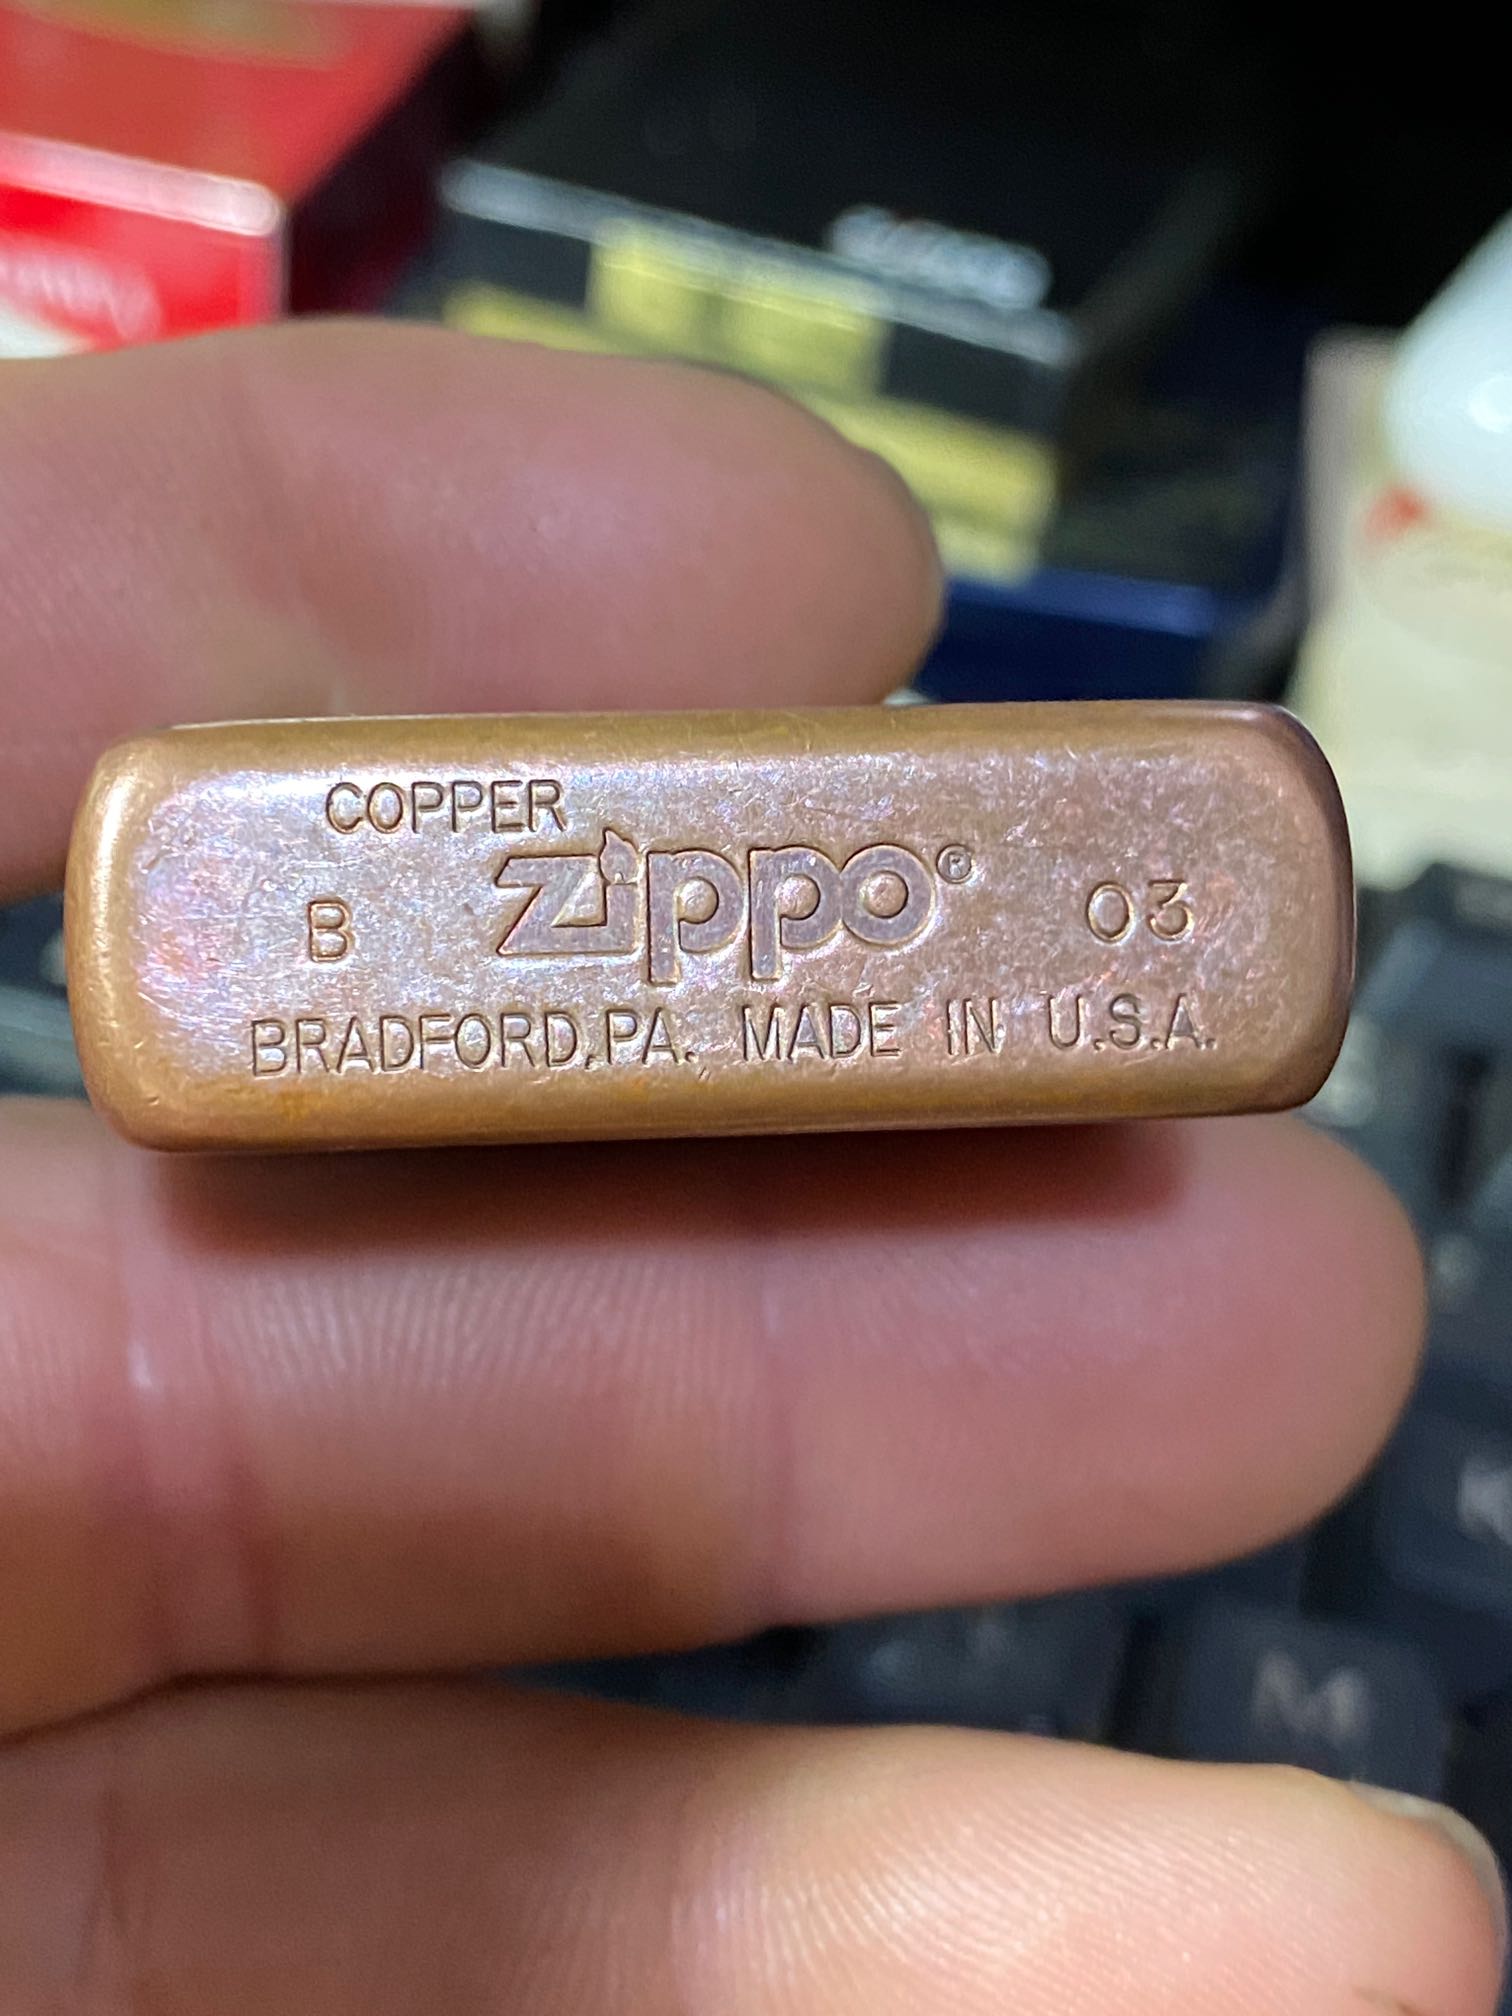 COPPER
B zippo® 03
BRADFORD,PA. MADE IN U.S.A.
M